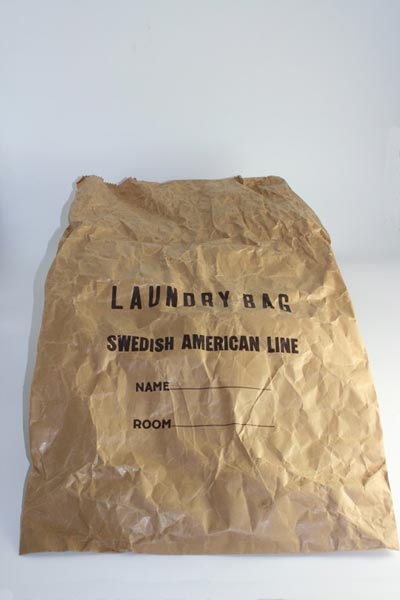 LAUNDRY BAG
SWEDISH AMERICAN LINE
NAME
ROOM